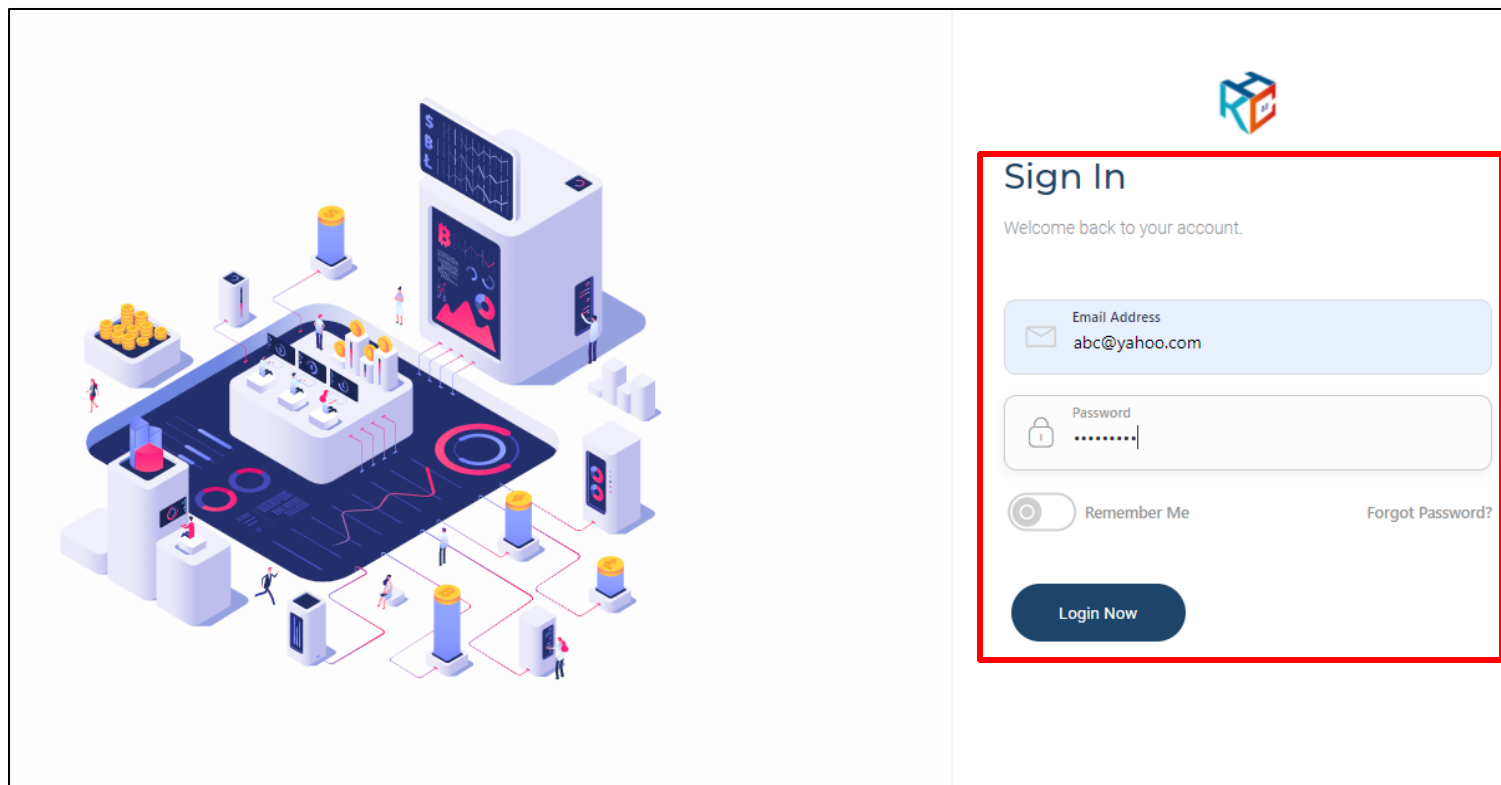 Sign In
Welcome back to your account.
Email Address
abc@yahoo.com
Password
•••••••••
Remember Me
Forgot Password?
Login Now